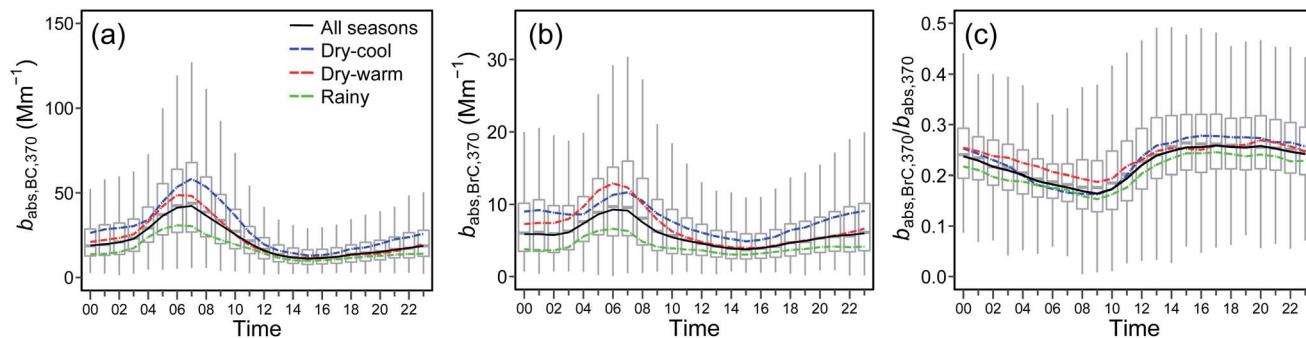 (a)
All seasons
Dry-cool
Dry-warm
Rainy
150
100
50
0
b_abs,BC,370 (Mm⁻¹)
00 02 04 06 08 10 12 14 16 18 20 22
Time
(b)
30
20
10
0
b_abs,BrC,370 (Mm⁻¹)
00 02 04 06 08 10 12 14 16 18 20 22
Time
(c)
0.5
0.4
0.3
0.2
0.1
0.0
b_abs,BrC,370/b_abs,370
00 02 04 06 08 10 12 14 16 18 20 22
Time